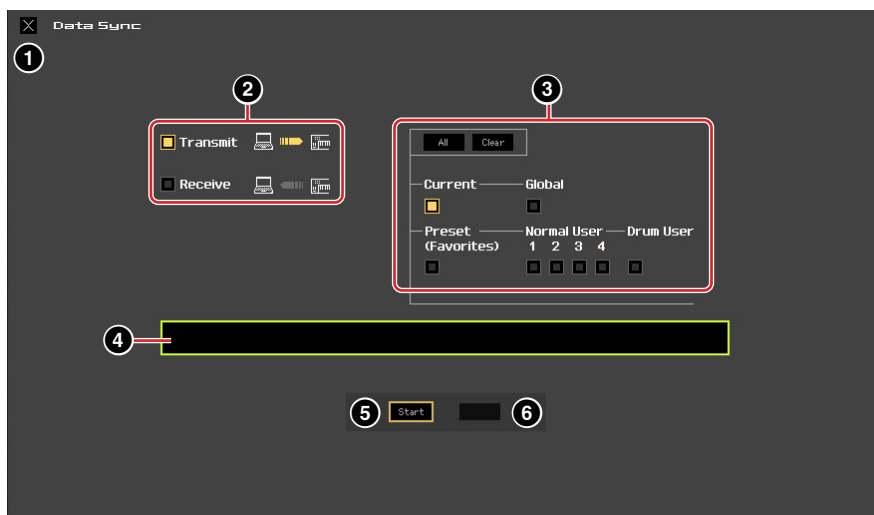 Data Sync
1
2
3
Transmit
Receive
All Clear
Current Global
Preset Normal User Drum User
(Favorites) 1 2 3 4
4
5 Start 6